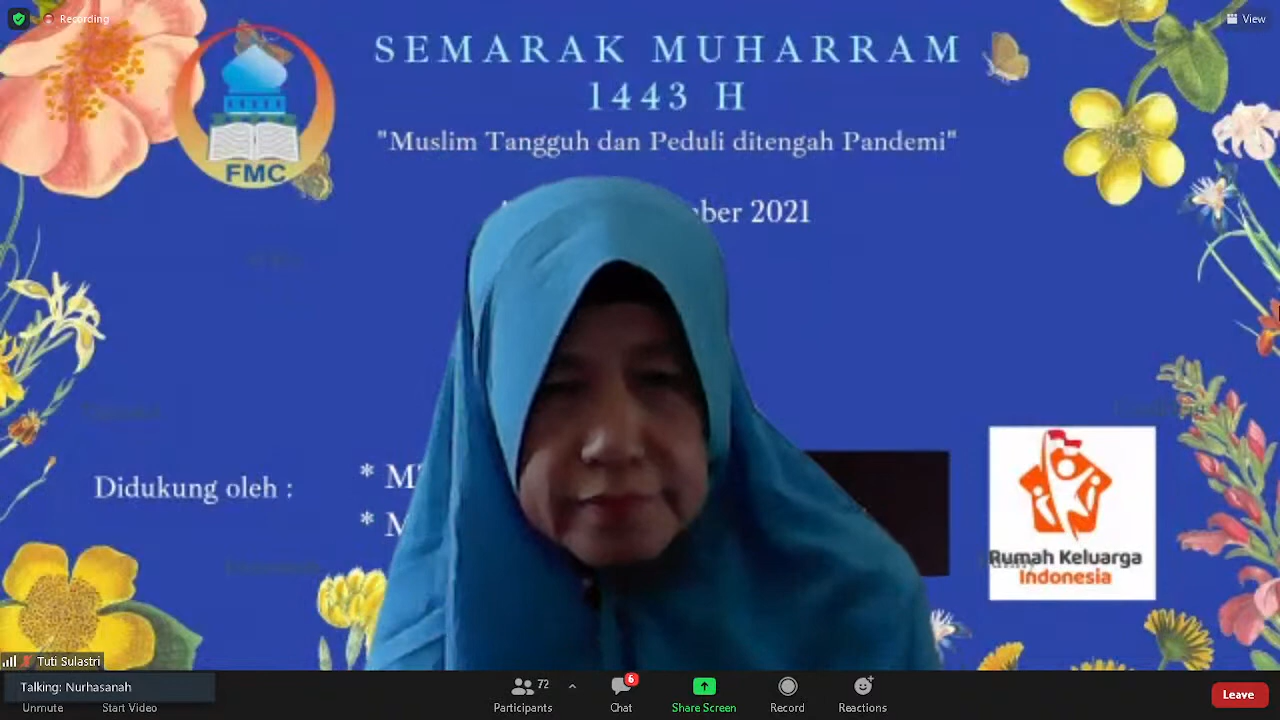 Recording
View
SEMARAK MUHARRAM
1443 H
"Muslim Tangguh dan Peduli ditengah Pandemi"
2021
FMC
Didukung oleh :
*
*
Rumah Keluarga
Indonesia
Tuti Sulastri
Talking: Nurhasanah
Unmute
Start Video
72
Participants
6
Chat
Share Screen
Record
Reactions
Leave